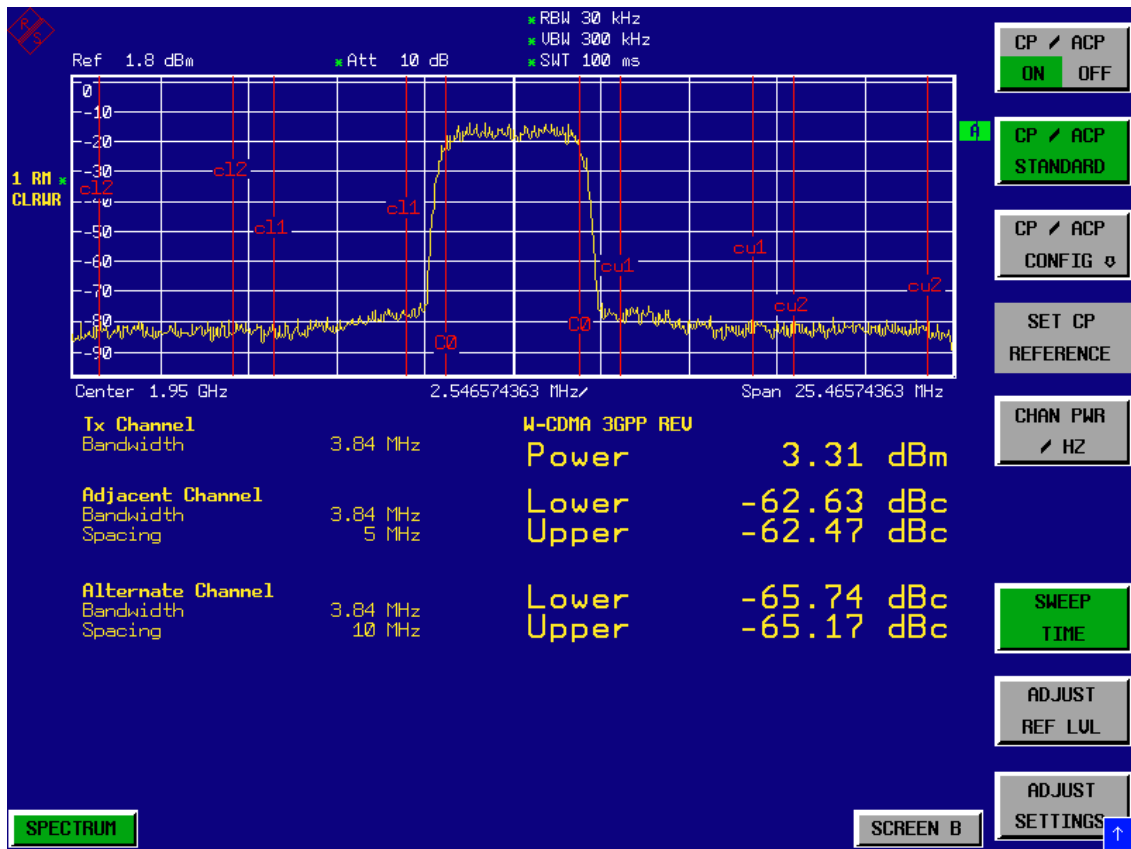 R S
*RBW 30 kHz
*VBW 300 kHz
Ref 1.8 dBm *Att 10 dB *SWT 100 ms
A
1 RM *
CLRWR
0
-10
-20
-30
-40
-50
-60
-70
-80
-90
cl2 cl2 cl1 cl1 C0 C0 cu1 cu1 cu2 cu2
Center 1.95 GHz 2.546574363 MHz/ Span 25.46574363 MHz
Tx Channel W-CDMA 3GPP REV
Bandwidth 3.84 MHz Power 3.31 dBm
Adjacent Channel Lower -62.63 dBc
Bandwidth 3.84 MHz Upper -62.47 dBc
Spacing 5 MHz
Alternate Channel Lower -65.74 dBc
Bandwidth 3.84 MHz Upper -65.17 dBc
Spacing 10 MHz
CP / ACP
ON OFF
CP / ACP
STANDARD
CP / ACP
CONFIG
SET CP
REFERENCE
CHAN PWR
/ HZ
SWEEP
TIME
ADJUST
REF LVL
ADJUST
SETTINGS
SPECTRUM SCREEN B